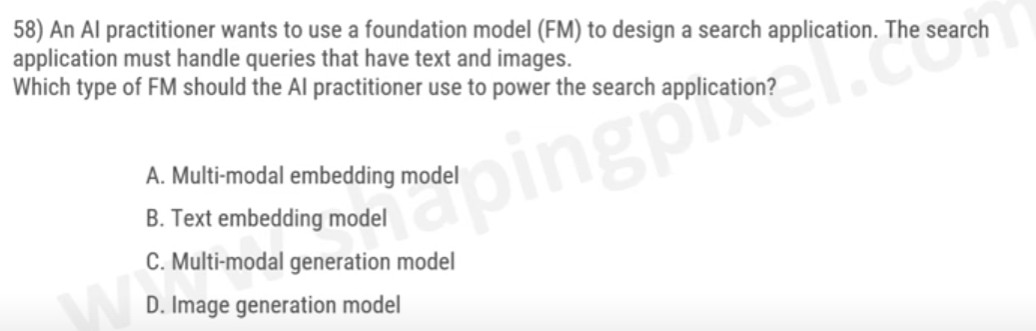 58) An AI practitioner wants to use a foundation model (FM) to design a search application. The search
application must handle queries that have text and images.
Which type of FM should the AI practitioner use to power the search application?
A. Multi-modal embedding model
B. Text embedding model
C. Multi-modal generation model
D. Image generation model
www.shapingpixel.com